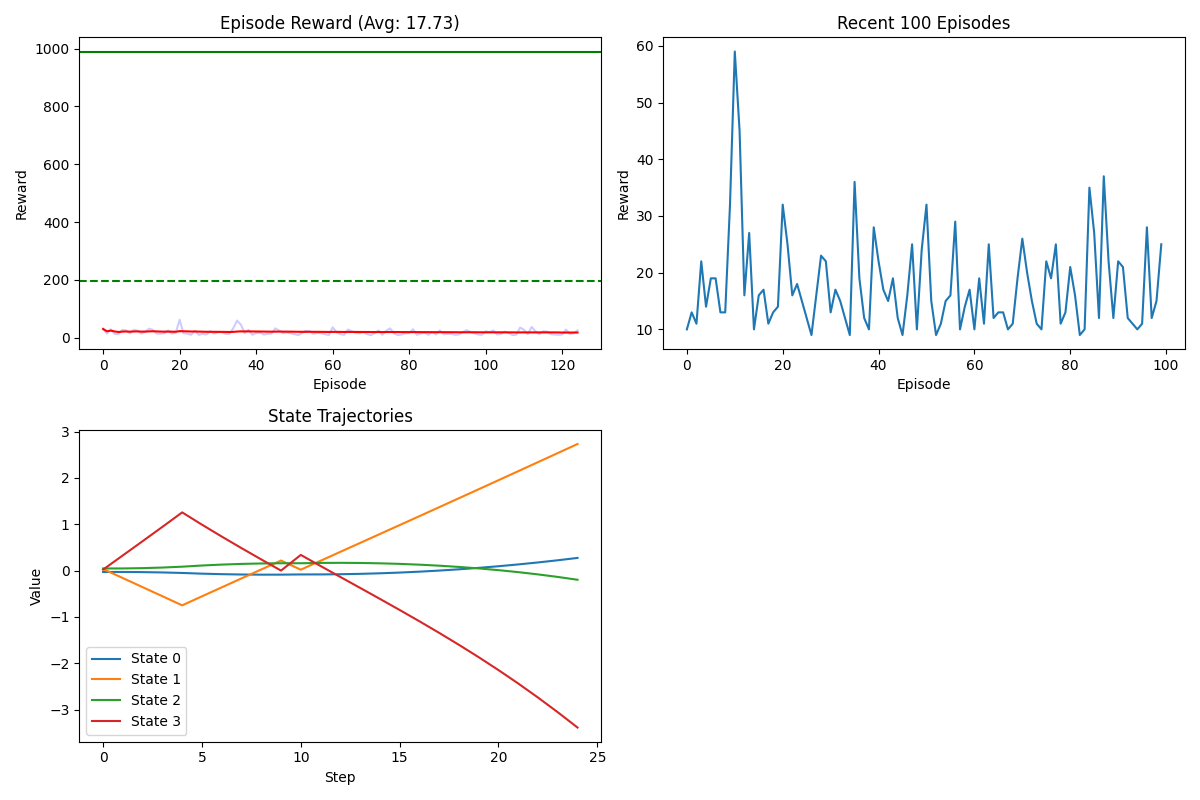 Episode Reward (Avg: 17.73)
1000
800
600
400
200
0
Reward
0 20 40 60 80 100 120
Episode
Recent 100 Episodes
60
50
40
30
20
10
Reward
0 20 40 60 80 100
Episode
State Trajectories
3
2
1
0
−1
−2
−3
Value
State 0
State 1
State 2
State 3
0 5 10 15 20 25
Step